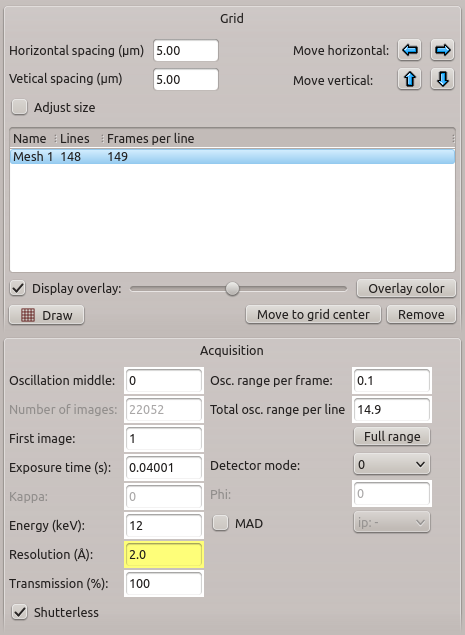 Grid
Horizontal spacing (µm) 5.00 Move horizontal:
Vetical spacing (µm) 5.00 Move vertical:
Adjust size
Name Lines Frames per line
Mesh 1 148 149
Display overlay: Overlay color
Draw Move to grid center Remove
Acquisition
Oscillation middle: 0 Osc. range per frame: 0.1
Number of images: 22052 Total osc. range per line 14.9
First image: 1 Full range
Exposure time (s): 0.04001 Detector mode: 0
Kappa: 0 Phi: 0
Energy (keV): 12 MAD ip: -
Resolution (Å): 2.0
Transmission (%): 100
Shutterless